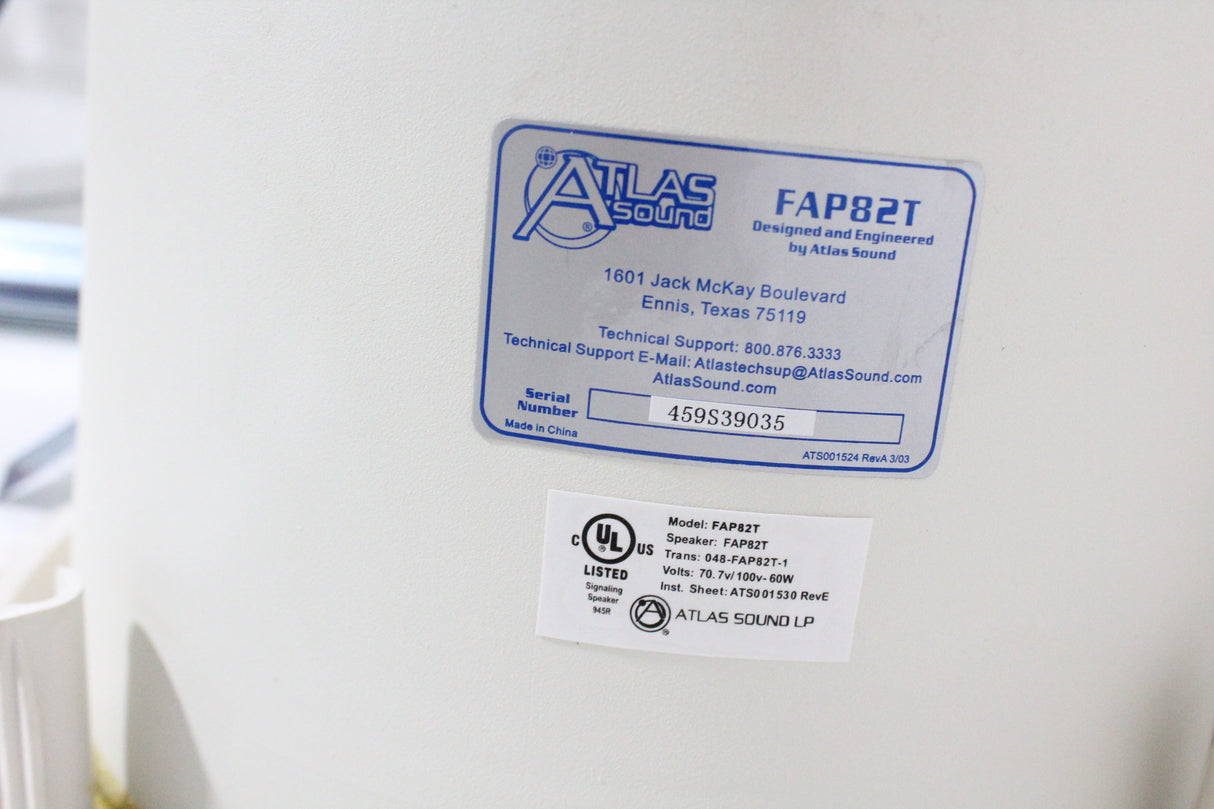 ATLAS
SOUND
®
FAP82T
Designed and Engineered
by Atlas Sound
1601 Jack McKay Boulevard
Ennis, Texas 75119
Technical Support: 800.876.3333
Technical Support E-Mail: Atlastechsup@AtlasSound.com
AtlasSound.com
Serial
Number
459S39035
Made in China
ATS001524 RevA 3/03
C UL ® US
LISTED
Signaling
Speaker
945R
Model: FAP82T
Speaker: FAP82T
Trans: 048-FAP82T-1
Volts: 70.7v/100v-60W
Inst. Sheet: ATS001530 RevE
A ® ATLAS SOUND LP